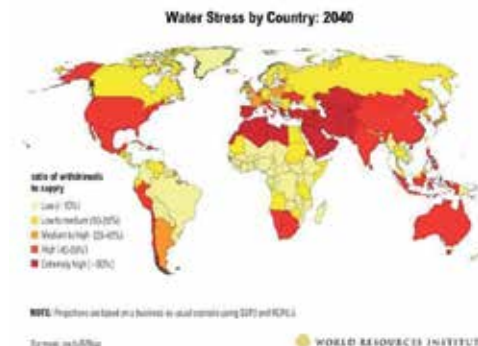 Water Stress by Country: 2040
ratio of withdrawals
to supply
Low (< 10%)
Low to medium (10-20%)
Medium to high (20-40%)
High (40-80%)
Extremely high (> 80%)
NOTE: Projections are based on a business-as-usual scenario using SSP2 and RCP8.5.
WORLD RESOURCES INSTITUTE